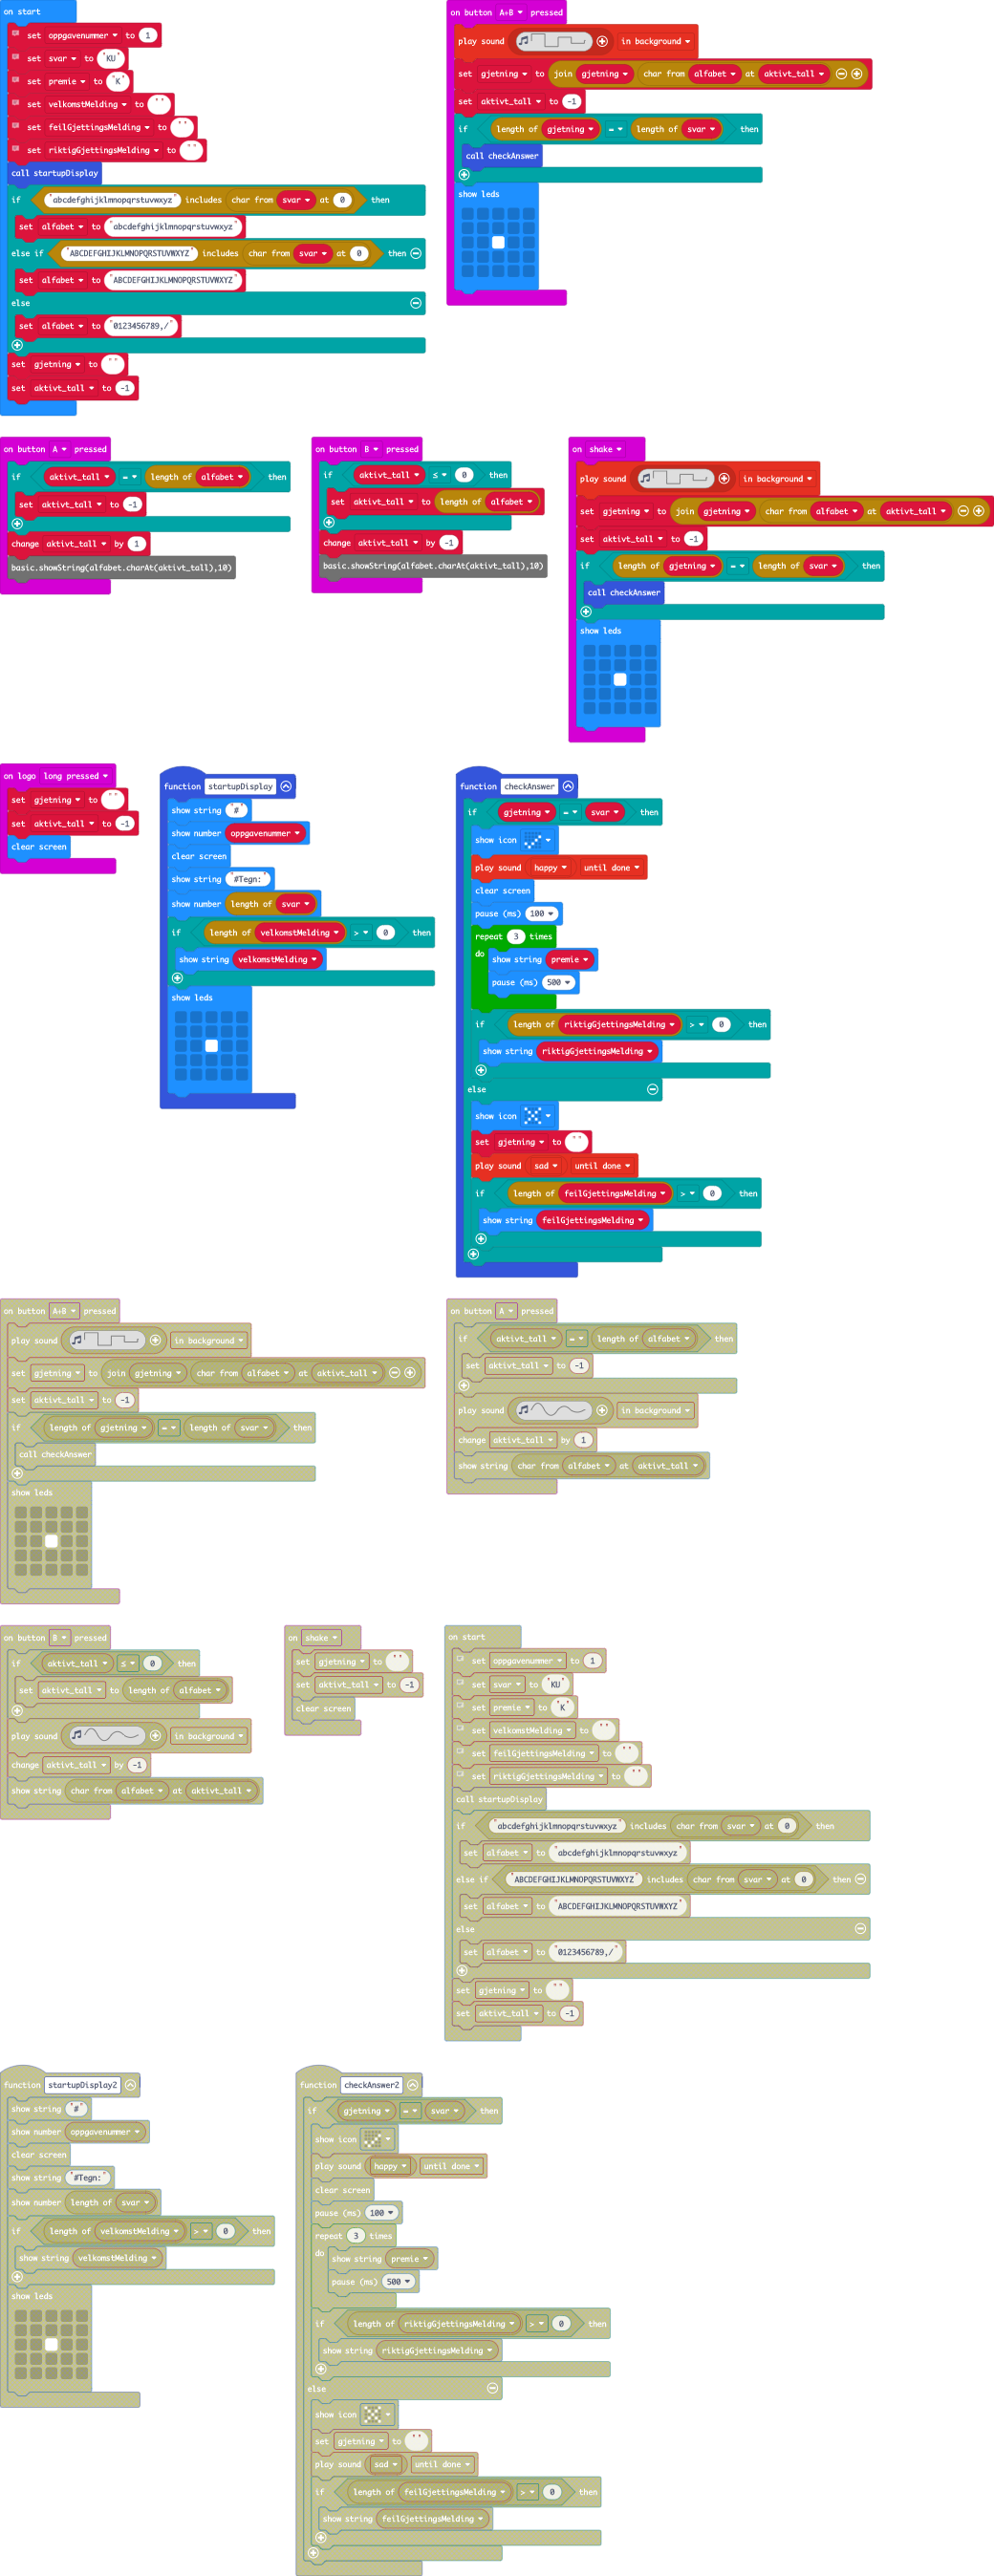 on start
set oppgavenummer to 1
set svar to "KU"
set premie to "K"
set velkomstMelding to ""
set feilGjettingsMelding to ""
set riktigGjettingsMelding to ""
call startupDisplay
if "abcdefghijklmnopqrstuvwxyz" includes char from svar at 0 then
set alfabet to "abcdefghijklmnopqrstuvwxyz"
else if "ABCDEFGHIJKLMNOPQRSTUVWXYZ" includes char from svar at 0 then
set alfabet to "ABCDEFGHIJKLMNOPQRSTUVWXYZ"
else
set alfabet to "0123456789,/"
set gjetning to ""
set aktivt_tall to -1
on button A+B pressed
play sound in background
set gjetning to join gjetning char from alfabet at aktivt_tall
set aktivt_tall to -1
if length of gjetning = length of svar then
call checkAnswer
show leds
on button A pressed
if aktivt_tall = length of alfabet then
set aktivt_tall to -1
change aktivt_tall by 1
basic.showString(alfabet.charAt(aktivt_tall),10)
on button B pressed
if aktivt_tall ≤ 0 then
set aktivt_tall to length of alfabet
change aktivt_tall by -1
basic.showString(alfabet.charAt(aktivt_tall),10)
on shake
play sound in background
set gjetning to join gjetning char from alfabet at aktivt_tall
set aktivt_tall to -1
if length of gjetning = length of svar then
call checkAnswer
show leds
on logo long pressed
set gjetning to ""
set aktivt_tall to -1
clear screen
function startupDisplay
show string "#"
show number oppgavenummer
clear screen
show string "#Tegn:"
show number length of svar
if length of velkomstMelding > 0 then
show string velkomstMelding
show leds
function checkAnswer
if gjetning = svar then
show icon
play sound happy until done
clear screen
pause (ms) 100
repeat 3 times
do show string premie
pause (ms) 500
if length of riktigGjettingsMelding > 0 then
show string riktigGjettingsMelding
else
show icon
set gjetning to ""
play sound sad until done
if length of feilGjettingsMelding > 0 then
show string feilGjettingsMelding
on button A+B pressed
play sound in background
set gjetning to join gjetning char from alfabet at aktivt_tall
set aktivt_tall to -1
if length of gjetning = length of svar then
call checkAnswer
show leds
on button A pressed
if aktivt_tall = length of alfabet then
set aktivt_tall to -1
play sound in background
change aktivt_tall by 1
show string char from alfabet at aktivt_tall
on button B pressed
if aktivt_tall ≤ 0 then
set aktivt_tall to length of alfabet
play sound in background
change aktivt_tall by -1
show string char from alfabet at aktivt_tall
on shake
set gjetning to ""
set aktivt_tall to -1
clear screen
on start
set oppgavenummer to 1
set svar to "KU"
set premie to "K"
set velkomstMelding to ""
set feilGjettingsMelding to ""
set riktigGjettingsMelding to ""
call startupDisplay
if "abcdefghijklmnopqrstuvwxyz" includes char from svar at 0 then
set alfabet to "abcdefghijklmnopqrstuvwxyz"
else if "ABCDEFGHIJKLMNOPQRSTUVWXYZ" includes char from svar at 0 then
set alfabet to "ABCDEFGHIJKLMNOPQRSTUVWXYZ"
else
set alfabet to "0123456789,/"
set gjetning to ""
set aktivt_tall to -1
function startupDisplay2
show string "#"
show number oppgavenummer
clear screen
show string "#Tegn:"
show number length of svar
if length of velkomstMelding > 0 then
show string velkomstMelding
show leds
function checkAnswer2
if gjetning = svar then
show icon
play sound happy until done
clear screen
pause (ms) 100
repeat 3 times
do show string premie
pause (ms) 500
if length of riktigGjettingsMelding > 0 then
show string riktigGjettingsMelding
else
show icon
set gjetning to ""
play sound sad until done
if length of feilGjettingsMelding > 0 then
show string feilGjettingsMelding